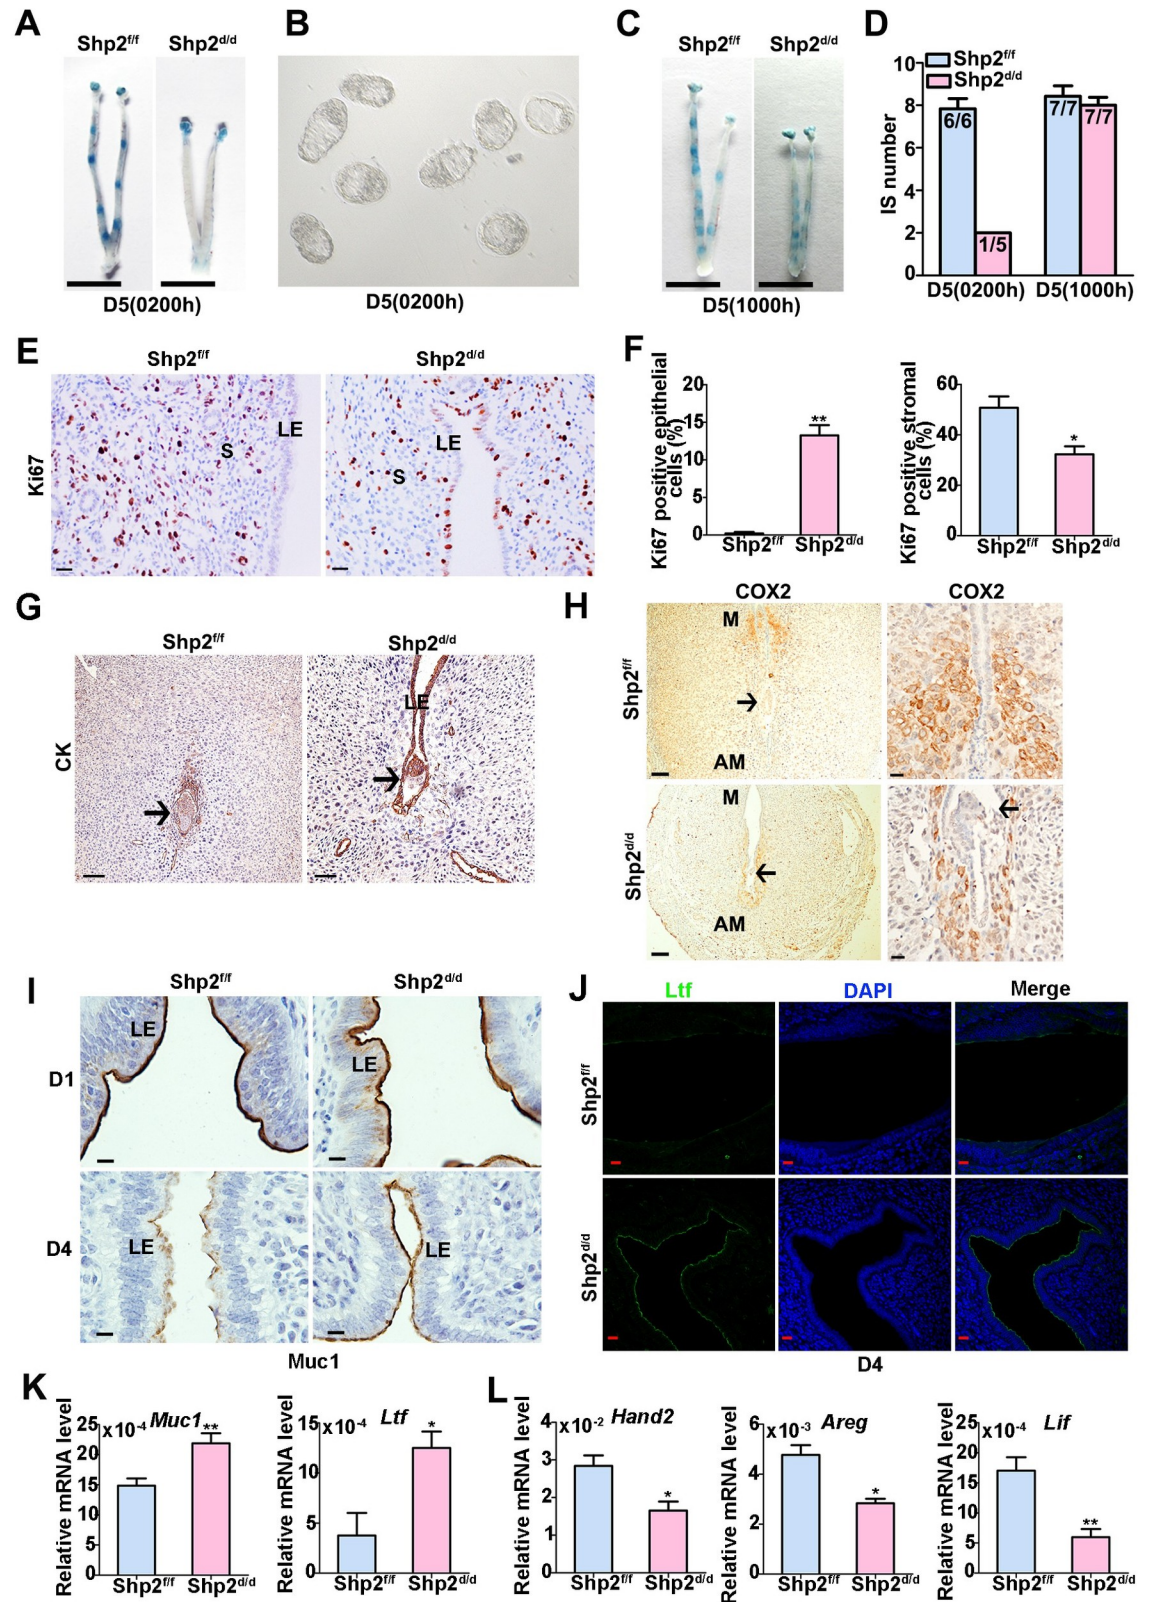 A
Shp2f/f
Shp2d/d
D5(0200h)
B
D5(0200h)
C
Shp2f/f
Shp2d/d
D5(1000h)
D
Shp2f/f
Shp2d/d
IS number
10
8
6
4
2
0
6/6
1/5
7/7
7/7
D5(0200h)
D5(1000h)
E
Shp2f/f
Shp2d/d
Ki67
S
LE
LE
S
F
Ki67 positive epithelial
cells (%)
20
15
10
5
0
**
Shp2f/f
Shp2d/d
Ki67 positive stromal
cells (%)
60
40
20
0
*
Shp2f/f
Shp2d/d
G
Shp2f/f
Shp2d/d
CK
LE
H
COX2
COX2
Shp2f/f
M
AM
Shp2d/d
M
AM
I
Shp2f/f
Shp2d/d
D1
LE
LE
D4
LE
LE
Muc1
J
Ltf
DAPI
Merge
Shp2f/f
Shp2d/d
D4
K
Relative mRNA level
x10-4
Muc1
25
20
15
10
5
0
**
Shp2f/f
Shp2d/d
Relative mRNA level
x10-4
Ltf
15
10
5
0
*
Shp2f/f
Shp2d/d
L
Relative mRNA level
x10-2
Hand2
4
3
2
1
0
*
Shp2f/f
Shp2d/d
Relative mRNA level
x10-3
Areg
6
4
2
0
*
Shp2f/f
Shp2d/d
Relative mRNA level
x10-4
Lif
25
20
15
10
5
0
**
Shp2f/f
Shp2d/d